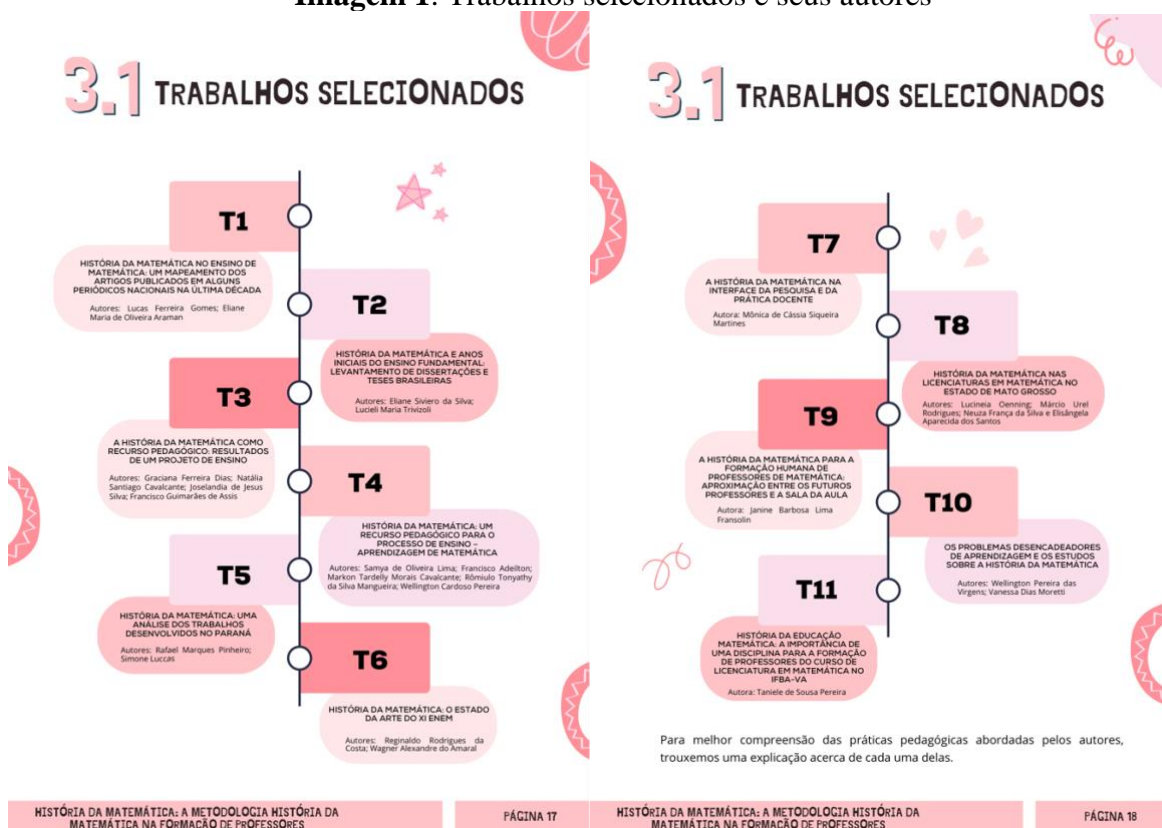 Imagem 1: Trabalhos selecionados e seus autores
3.1 TRABALHOS SELECIONADOS
T1
HISTÓRIA DA MATEMÁTICA NO ENSINO DE
MATEMÁTICA: UM MAPEAMENTO DOS
ARTIGOS PUBLICADOS EM ALGUNS
PERIÓDICOS NACIONAIS NA ÚLTIMA DÉCADA
Autores: Lucas Ferreira Gomes; Eliane
Maria de Oliveira Araman
T2
HISTÓRIA DA MATEMÁTICA E ANOS
INICIAIS DO ENSINO FUNDAMENTAL:
LEVANTAMENTO DE DISSERTAÇÕES E
TESES BRASILEIRAS
Autores: Eliane Siviero da Silva;
Lucieli Maria Trivizoli
T3
A HISTÓRIA DA MATEMÁTICA COMO
RECURSO PEDAGÓGICO: RESULTADOS
DE UM PROJETO DE ENSINO
Autores: Graciana Ferreira Dias; Natália
Santiago Cavalcante; Joselandia de Jesus
Silva; Francisco Guimarães de Assis
T4
HISTÓRIA DA MATEMÁTICA: UM
RECURSO PEDAGÓGICO PARA O
PROCESSO DE ENSINO –
APRENDIZAGEM DE MATEMÁTICA
Autores: Samya de Oliveira Lima; Francisco Adeilton;
Markon Tardelly Morais Cavalcante; Rômiulo Tonyathy
da Silva Mangueira; Wellington Cardoso Pereira
T5
HISTÓRIA DA MATEMÁTICA: UMA
ANÁLISE DOS TRABALHOS
DESENVOLVIDOS NO PARANÁ
Autores: Rafael Marques Pinheiro;
Simone Luccas
T6
HISTÓRIA DA MATEMÁTICA: O ESTADO
DA ARTE DO XI ENEM
Autores: Reginaldo Rodrigues da
Costa; Wagner Alexandre do Amaral
HISTÓRIA DA MATEMÁTICA: A METODOLOGIA HISTÓRIA DA
MATEMÁTICA NA FORMAÇÃO DE PROFESSORES
PÁGINA 17
3.1 TRABALHOS SELECIONADOS
T7
A HISTÓRIA DA MATEMÁTICA NA
INTERFACE DA PESQUISA E DA
PRÁTICA DOCENTE
Autora: Mônica de Cássia Siqueira
Martines
T8
HISTÓRIA DA MATEMÁTICA NAS
LICENCIATURAS EM MATEMÁTICA NO
ESTADO DE MATO GROSSO
Autores: Lucineia Oenning; Márcio Urel
Rodrigues; Neuza França da Silva e Elisângela
Aparecida dos Santos
T9
A HISTÓRIA DA MATEMÁTICA PARA A
FORMAÇÃO HUMANA DE
PROFESSORES DE MATEMÁTICA:
APROXIMAÇÃO ENTRE OS FUTUROS
PROFESSORES E A SALA DA AULA
Autora: Janine Barbosa Lima
Fransolin
T10
OS PROBLEMAS DESENCADEADORES
DE APRENDIZAGEM E OS ESTUDOS
SOBRE A HISTÓRIA DA MATEMÁTICA
Autores: Wellington Pereira das
Virgens; Vanessa Dias Moretti
T11
HISTÓRIA DA EDUCAÇÃO
MATEMÁTICA: A IMPORTÂNCIA DE
UMA DISCIPLINA PARA A FORMAÇÃO
DE PROFESSORES DO CURSO DE
LICENCIATURA EM MATEMÁTICA NO
IFBA-VA
Autora: Taniele de Sousa Pereira
Para melhor compreensão das práticas pedagógicas abordadas pelos autores,
trouxemos uma explicação acerca de cada uma delas.
HISTÓRIA DA MATEMÁTICA: A METODOLOGIA HISTÓRIA DA
MATEMÁTICA NA FORMAÇÃO DE PROFESSORES
PÁGINA 18